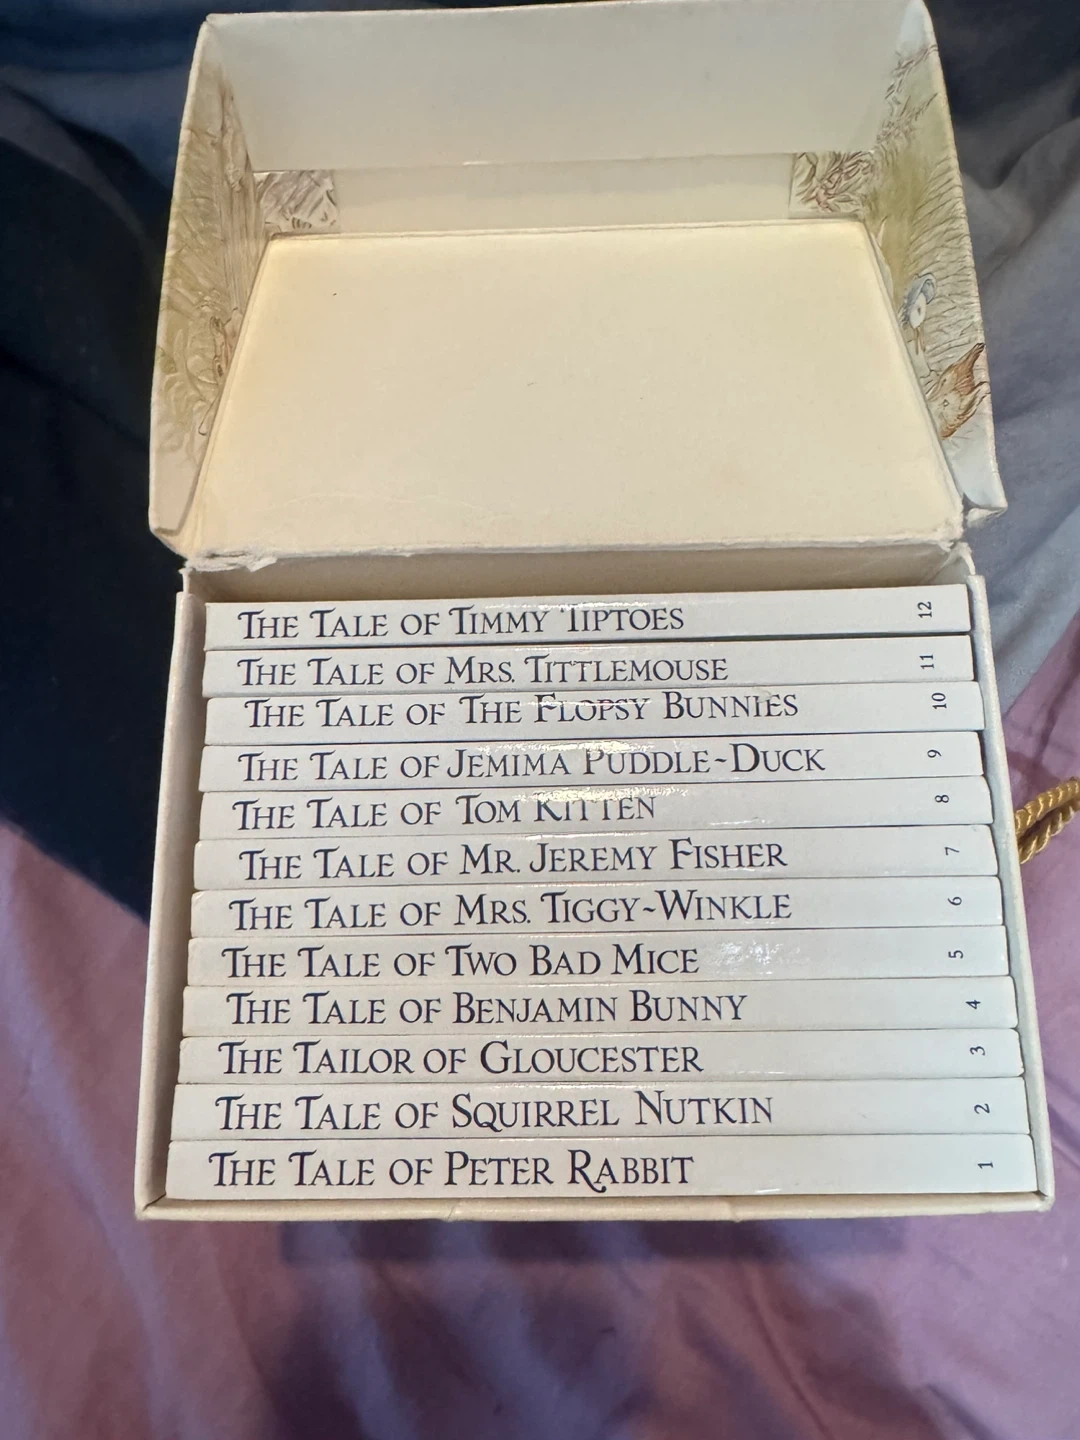 THE TALE OF TIMMY TIPTOES 12
THE TALE OF MRS. TITTLEMOUSE 11
THE TALE OF THE FLOPSY BUNNIES 10
THE TALE OF JEMIMA PUDDLE~DUCK 9
THE TALE OF TOM KITTEN 8
THE TALE OF MR. JEREMY FISHER 7
THE TALE OF MRS. TIGGY~WINKLE 6
THE TALE OF TWO BAD MICE 5
THE TALE OF BENJAMIN BUNNY 4
THE TAILOR OF GLOUCESTER 3
THE TALE OF SQUIRREL NUTKIN 2
THE TALE OF PETER RABBIT 1